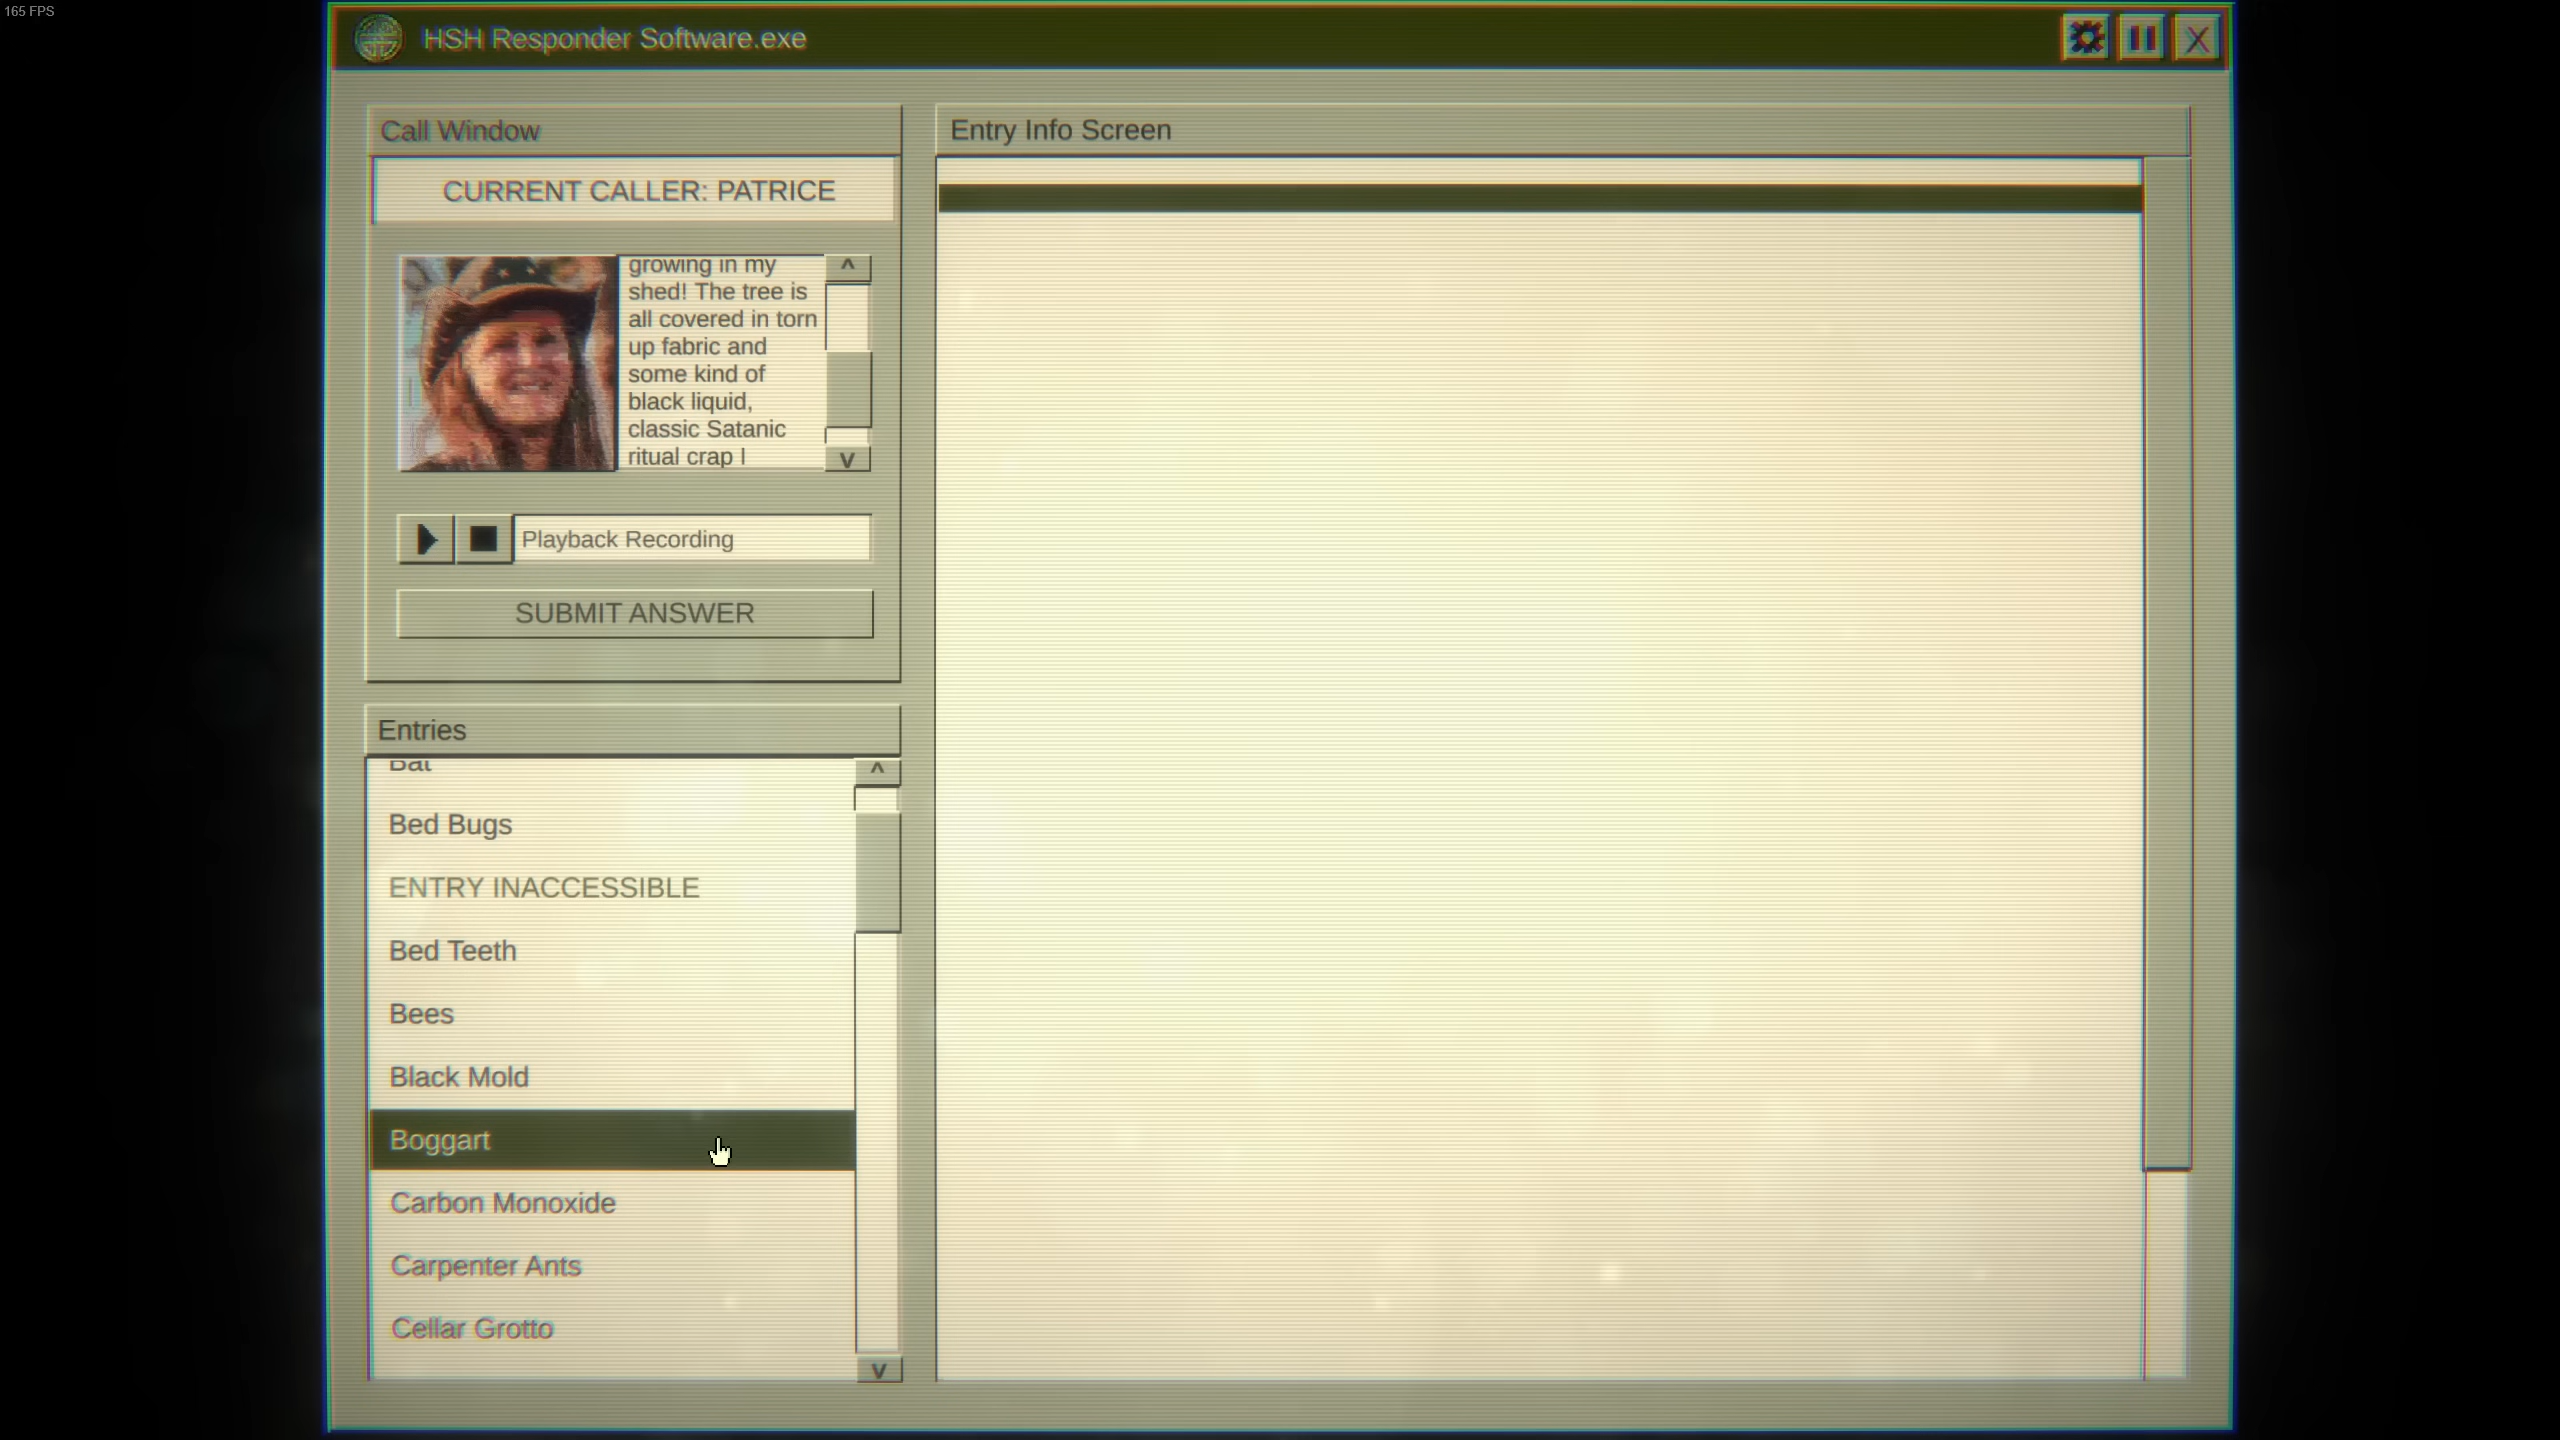 165 FPS
HSH Responder Software.exe
X
Call Window
CURRENT CALLER: PATRICE
growing in my
shed! The tree is
all covered in torn
up fabric and
some kind of
black liquid,
classic Satanic
ritual crap I
Playback Recording
SUBMIT ANSWER
Entries
Bat
Bed Bugs
ENTRY INACCESSIBLE
Bed Teeth
Bees
Black Mold
Boggart
Carbon Monoxide
Carpenter Ants
Cellar Grotto
Entry Info Screen